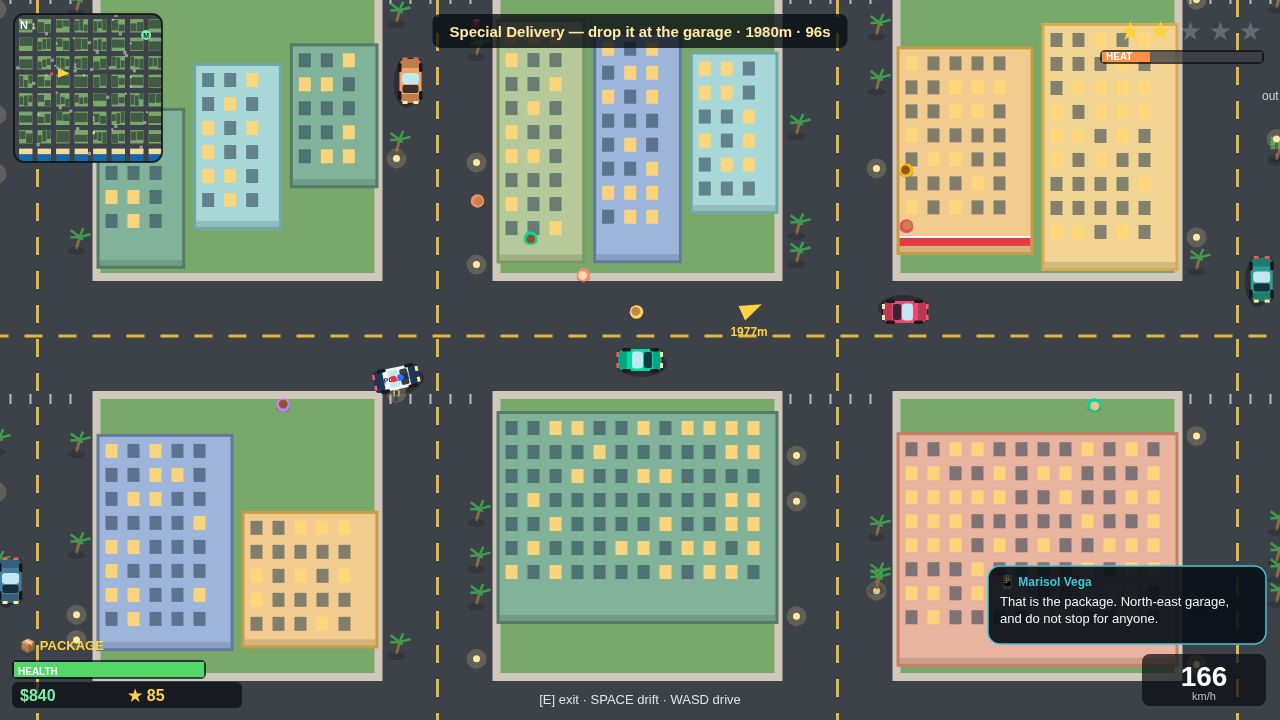 N
M
Special Delivery — drop it at the garage · 1980m · 96s
★ ★ ★ ★ ★
HEAT
out
1977m
📱 Marisol Vega
That is the package. North-east garage,
and do not stop for anyone.
📦 PACKAGE
HEALTH
$840 ★ 85
[E] exit · SPACE drift · WASD drive
166
km/h